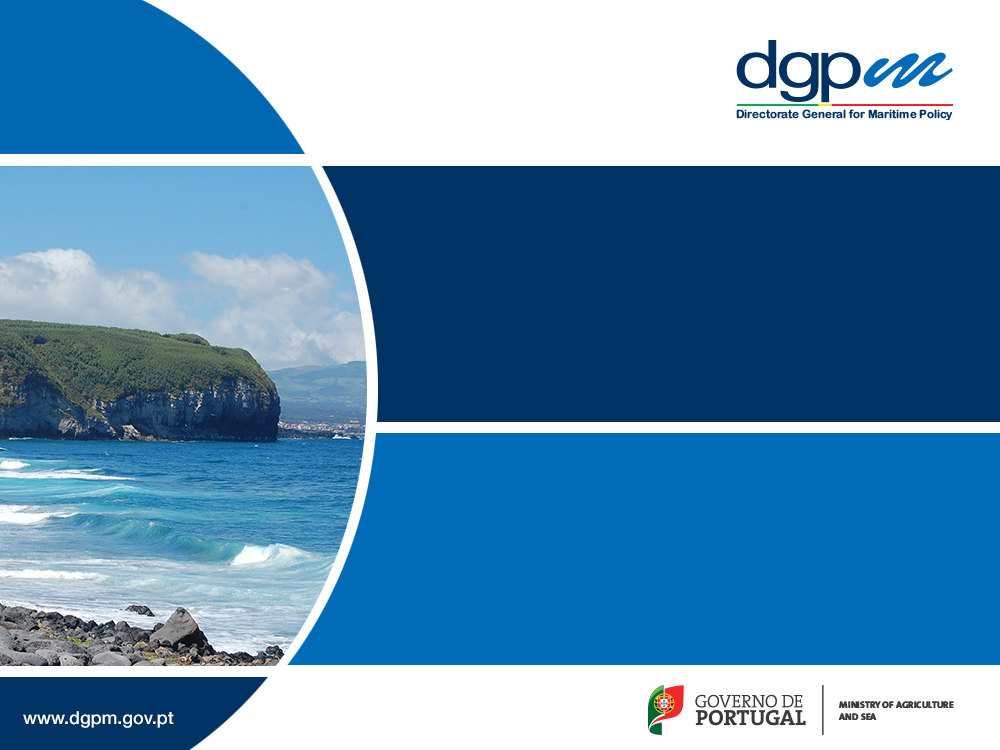 dgpm
Directorate General for Maritime Policy
www.dgpm.gov.pt
GOVERNO DE
PORTUGAL
MINISTRY OF AGRICULTURE
AND SEA